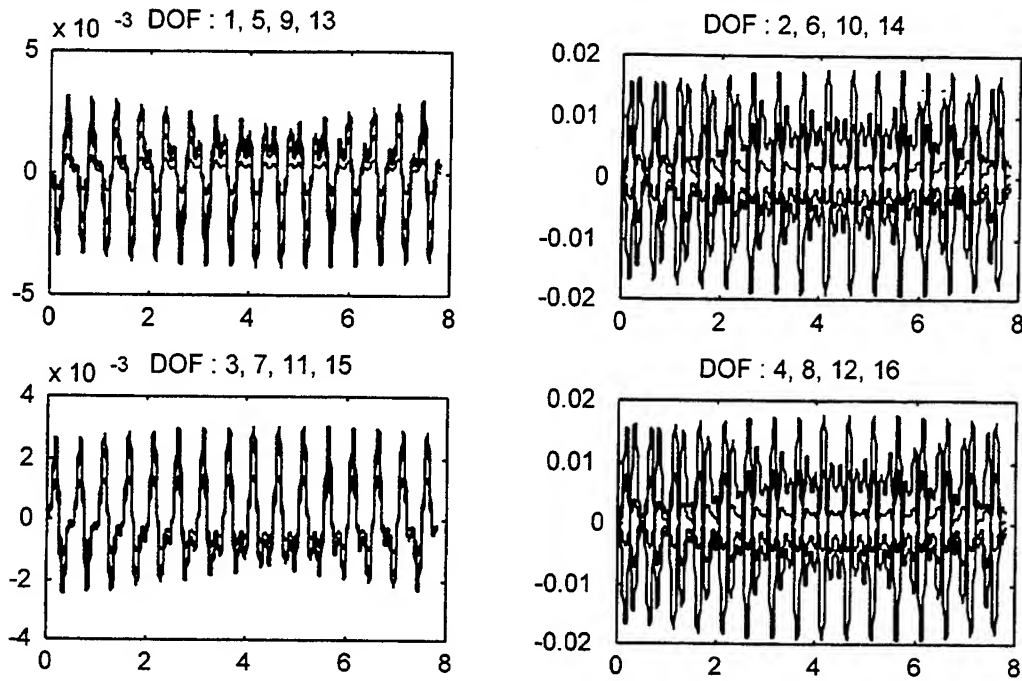 x 10 -3 DOF : 1, 5, 9, 13
5
0
-5
0 2 4 6 8
DOF : 2, 6, 10, 14
0.02
0.01
0
-0.01
-0.02
0 2 4 6 8
x 10 -3 DOF : 3, 7, 11, 15
4
2
0
-2
-4
0 2 4 6 8
DOF : 4, 8, 12, 16
0.02
0.01
0
-0.01
-0.02
0 2 4 6 8